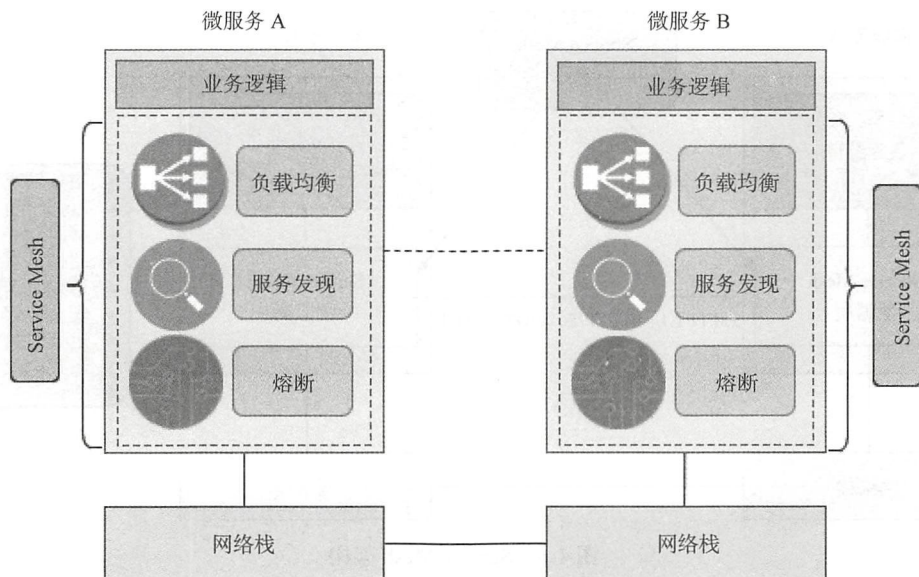 微服务 A
微服务 B
业务逻辑
业务逻辑
负载均衡
负载均衡
服务发现
服务发现
熔断
熔断
Service Mesh
Service Mesh
网络栈
网络栈